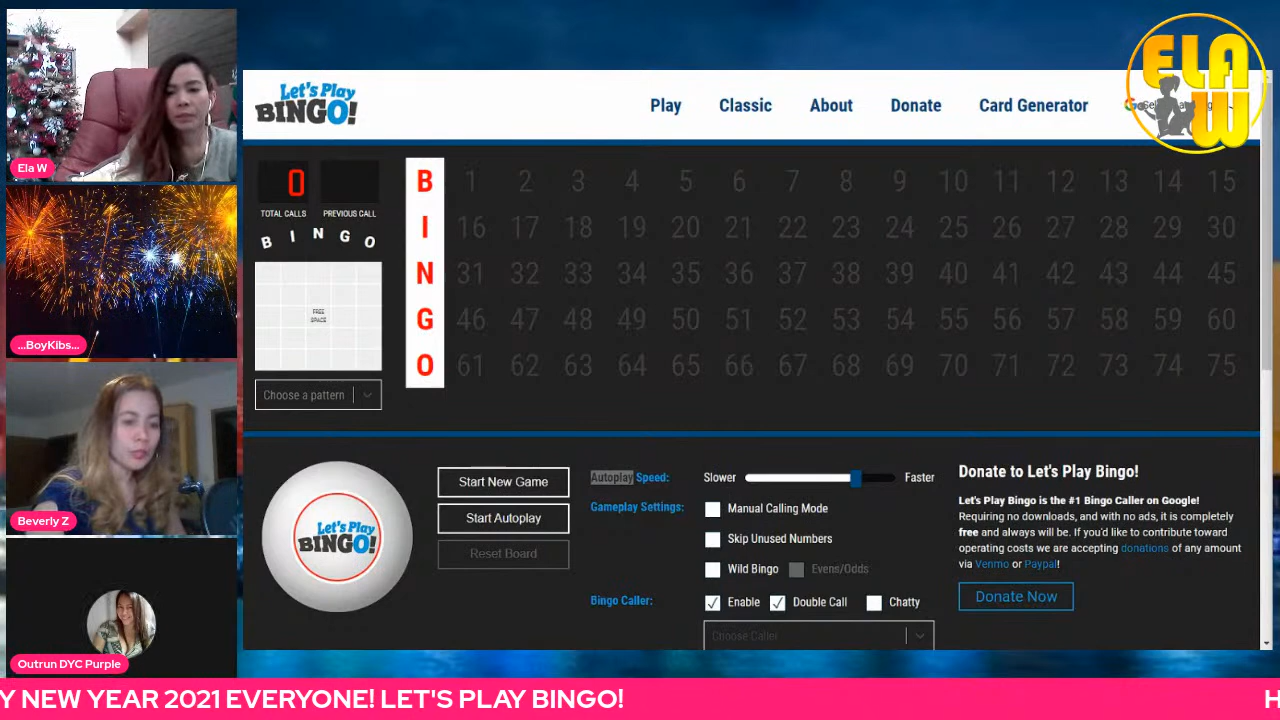 Ela W
...BoyKibs...
Beverly Z
Outrun DYC Purple
Let's Play
BINGO!
Play Classic About Donate Card Generator
ELA
W
0
TOTAL CALLS PREVIOUS CALL
B I N G O
FREE
SPACE
Choose a pattern
B 1 2 3 4 5 6 7 8 9 10 11 12 13 14 15
I 16 17 18 19 20 21 22 23 24 25 26 27 28 29 30
N 31 32 33 34 35 36 37 38 39 40 41 42 43 44 45
G 46 47 48 49 50 51 52 53 54 55 56 57 58 59 60
O 61 62 63 64 65 66 67 68 69 70 71 72 73 74 75
Let's Play
BINGO!
Start New Game
Start Autoplay
Reset Board
Autoplay Speed: Slower Faster
Gameplay Settings: Manual Calling Mode
Skip Unused Numbers
Wild Bingo Evens/Odds
Bingo Caller: Enable Double Call Chatty
Choose Caller
Donate to Let's Play Bingo!
Let's Play Bingo is the #1 Bingo Caller on Google!
Requiring no downloads, and with no ads, it is completely
free and always will be. If you'd like to contribute toward
operating costs we are accepting donations of any amount
via Venmo or Paypal!
Donate Now
Y NEW YEAR 2021 EVERYONE! LET'S PLAY BINGO! H